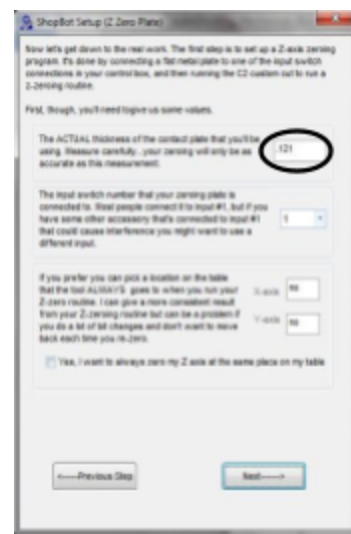 ShopBot Setup (Z Zero Plate)
Now let's get down to the real work. The first step is to set up a Z-axis zeroing
program. It's done by connecting a flat metal plate to one of the input switch
connections in your control box, and then running the C2 custom cut to run a
z-zeroing routine.
First, though, you'll need to give us some values.
The ACTUAL thickness of the contact plate that you'll be
using. Measure carefully...your zeroing will only be as
accurate as this measurement.
.121
The input switch number that your zeroing plate is
connected to. Most people connect it to input #1, but if you
have some other accessory that's connected to input #1
that could cause interference you might want to use a
different input.
1
If you prefer you can pick a location on the table
that the tool ALWAYS goes to when you run your
Z-zero routine. I can give a more consistent result
from your Z-zeroing routine but can be a problem if
you do a lot of bit changes and don't want to move
back each time you re-zero.
X-axis
Y-axis
Yes, I want to always zero my Z axis at the same place on my table
<-----Previous Step
Next----->